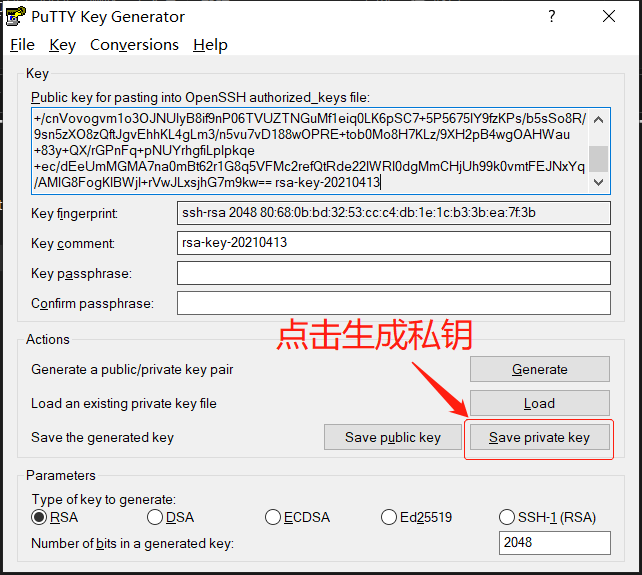 PuTTY Key Generator
?
File Key Conversions Help
Key
Public key for pasting into OpenSSH authorized_keys file:
+/cnVovogvm1o3OJNUlyB8if9nP06TVUZTNGuMf1eiq0LK6pSC7+5P5675lY9fzKPs/b5sSo8R/
9sn5zXO8zQftJgvEhhKL4gLm3/n5vu7vD188wOPRE+tob0Mo8H7KLz/9XH2pB4wgOAHWau
+83y+QX/rGPnFq+pNUYrhgfiLplpkqe
+ec/dEeUmMGMA7na0mBt62r1G8q5VFMc2refQtRde22lWRl0dgMmCHjUh99k0vmtFEJNxYq
/AMlG8FogKlBWjl+rVwJLxsjhG7m9kw== rsa-key-20210413
Key fingerprint:
ssh-rsa 2048 80:68:0b:bd:32:53:cc:c4:db:1e:1c:b3:3b:ea:7f:3b
Key comment:
rsa-key-20210413
Key passphrase:
Confirm passphrase:
点击生成私钥
Actions
Generate a public/private key pair
Generate
Load an existing private key file
Load
Save the generated key
Save public key
Save private key
Parameters
Type of key to generate:
RSA
DSA
ECDSA
Ed25519
SSH-1 (RSA)
Number of bits in a generated key:
2048